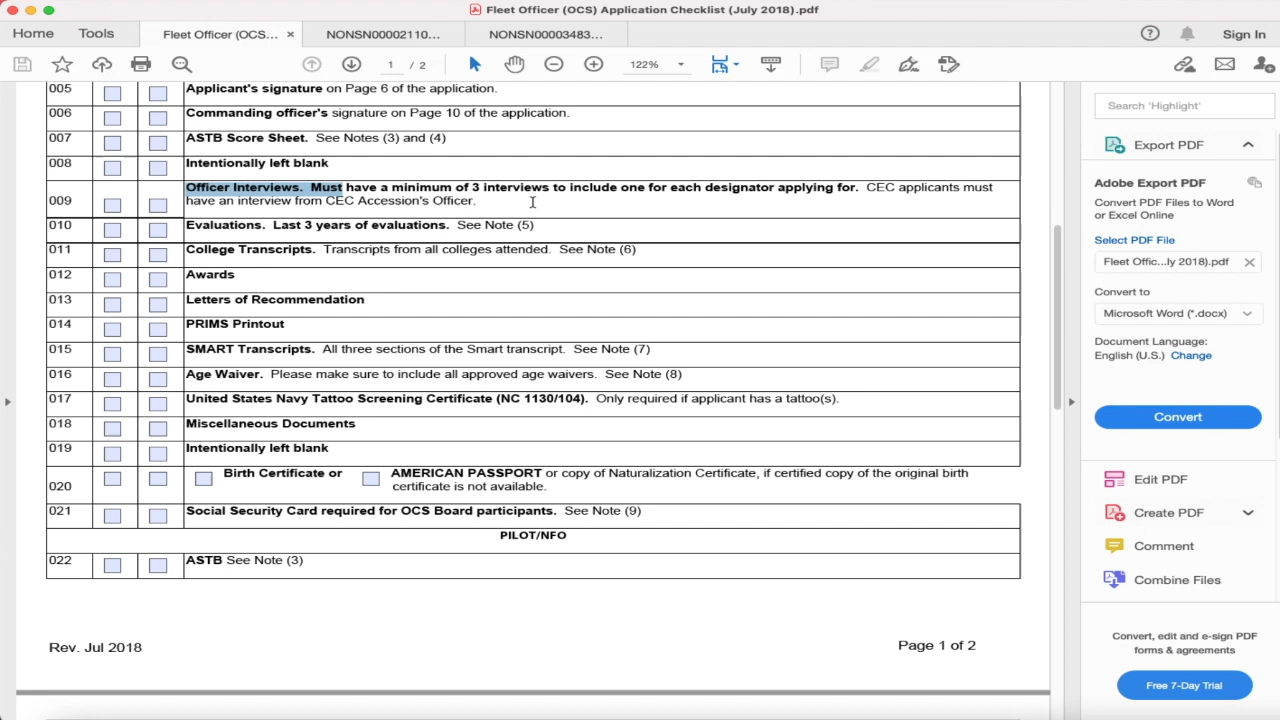 Fleet Officer (OCS) Application Checklist (July 2018).pdf
Home Tools Fleet Officer (OCS... × NONSN00002110... NONSN00003483... Sign In
1 / 2 122%
005 Applicant's signature on Page 6 of the application.
006 Commanding officer's signature on Page 10 of the application.
007 ASTB Score Sheet. See Notes (3) and (4)
008 Intentionally left blank
009 Officer Interviews. Must have a minimum of 3 interviews to include one for each designator applying for. CEC applicants must
have an interview from CEC Accession's Officer.
010 Evaluations. Last 3 years of evaluations. See Note (5)
011 College Transcripts. Transcripts from all colleges attended. See Note (6)
012 Awards
013 Letters of Recommendation
014 PRIMS Printout
015 SMART Transcripts. All three sections of the Smart transcript. See Note (7)
016 Age Waiver. Please make sure to include all approved age waivers. See Note (8)
017 United States Navy Tattoo Screening Certificate (NC 1130/104). Only required if applicant has a tattoo(s).
018 Miscellaneous Documents
019 Intentionally left blank
020 Birth Certificate or AMERICAN PASSPORT or copy of Naturalization Certificate, if certified copy of the original birth
certificate is not available.
021 Social Security Card required for OCS Board participants. See Note (9)
PILOT/NFO
022 ASTB See Note (3)
Rev. Jul 2018 Page 1 of 2
Search 'Highlight'
Export PDF
Adobe Export PDF
Convert PDF Files to Word
or Excel Online
Select PDF File
Fleet Offic...ly 2018).pdf
Convert to
Microsoft Word (*.docx)
Document Language:
English (U.S.) Change
Convert
Edit PDF
Create PDF
Comment
Combine Files
Convert, edit and e-sign PDF
forms & agreements
Free 7-Day Trial